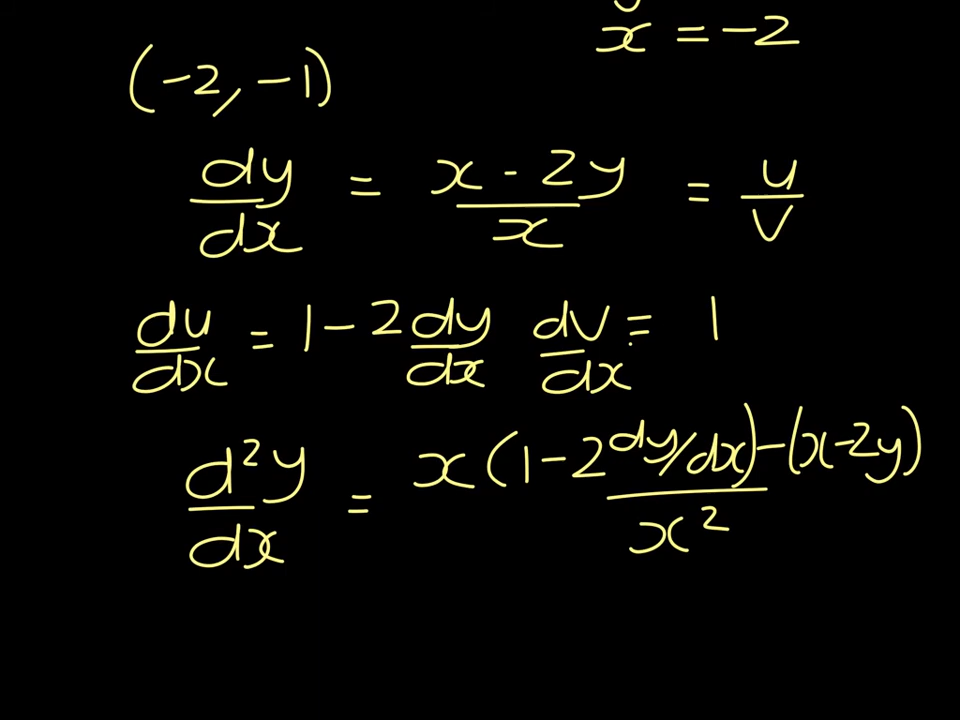 x = -2
(-2, -1)
dy/dx = (x - 2y)/x = u/v
du/dx = 1 - 2 dy/dx dv/dx = 1
d²y/dx = (x(1 - 2 dy/dx) - (x - 2y))/x²